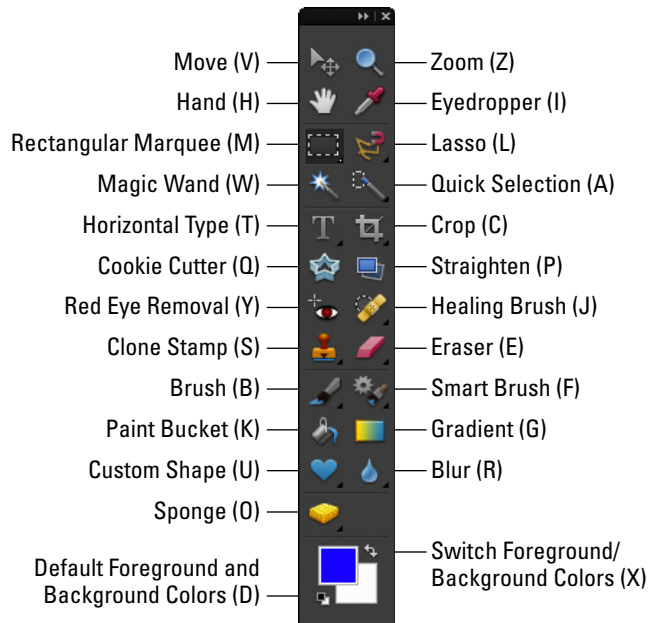 Move (V)
Zoom (Z)
Hand (H)
Eyedropper (I)
Rectangular Marquee (M)
Lasso (L)
Magic Wand (W)
Quick Selection (A)
Horizontal Type (T)
T
Crop (C)
Cookie Cutter (Q)
Straighten (P)
Red Eye Removal (Y)
Healing Brush (J)
Clone Stamp (S)
Eraser (E)
Brush (B)
Smart Brush (F)
Paint Bucket (K)
Gradient (G)
Custom Shape (U)
Blur (R)
Sponge (O)
Default Foreground and
Background Colors (D)
Switch Foreground/
Background Colors (X)